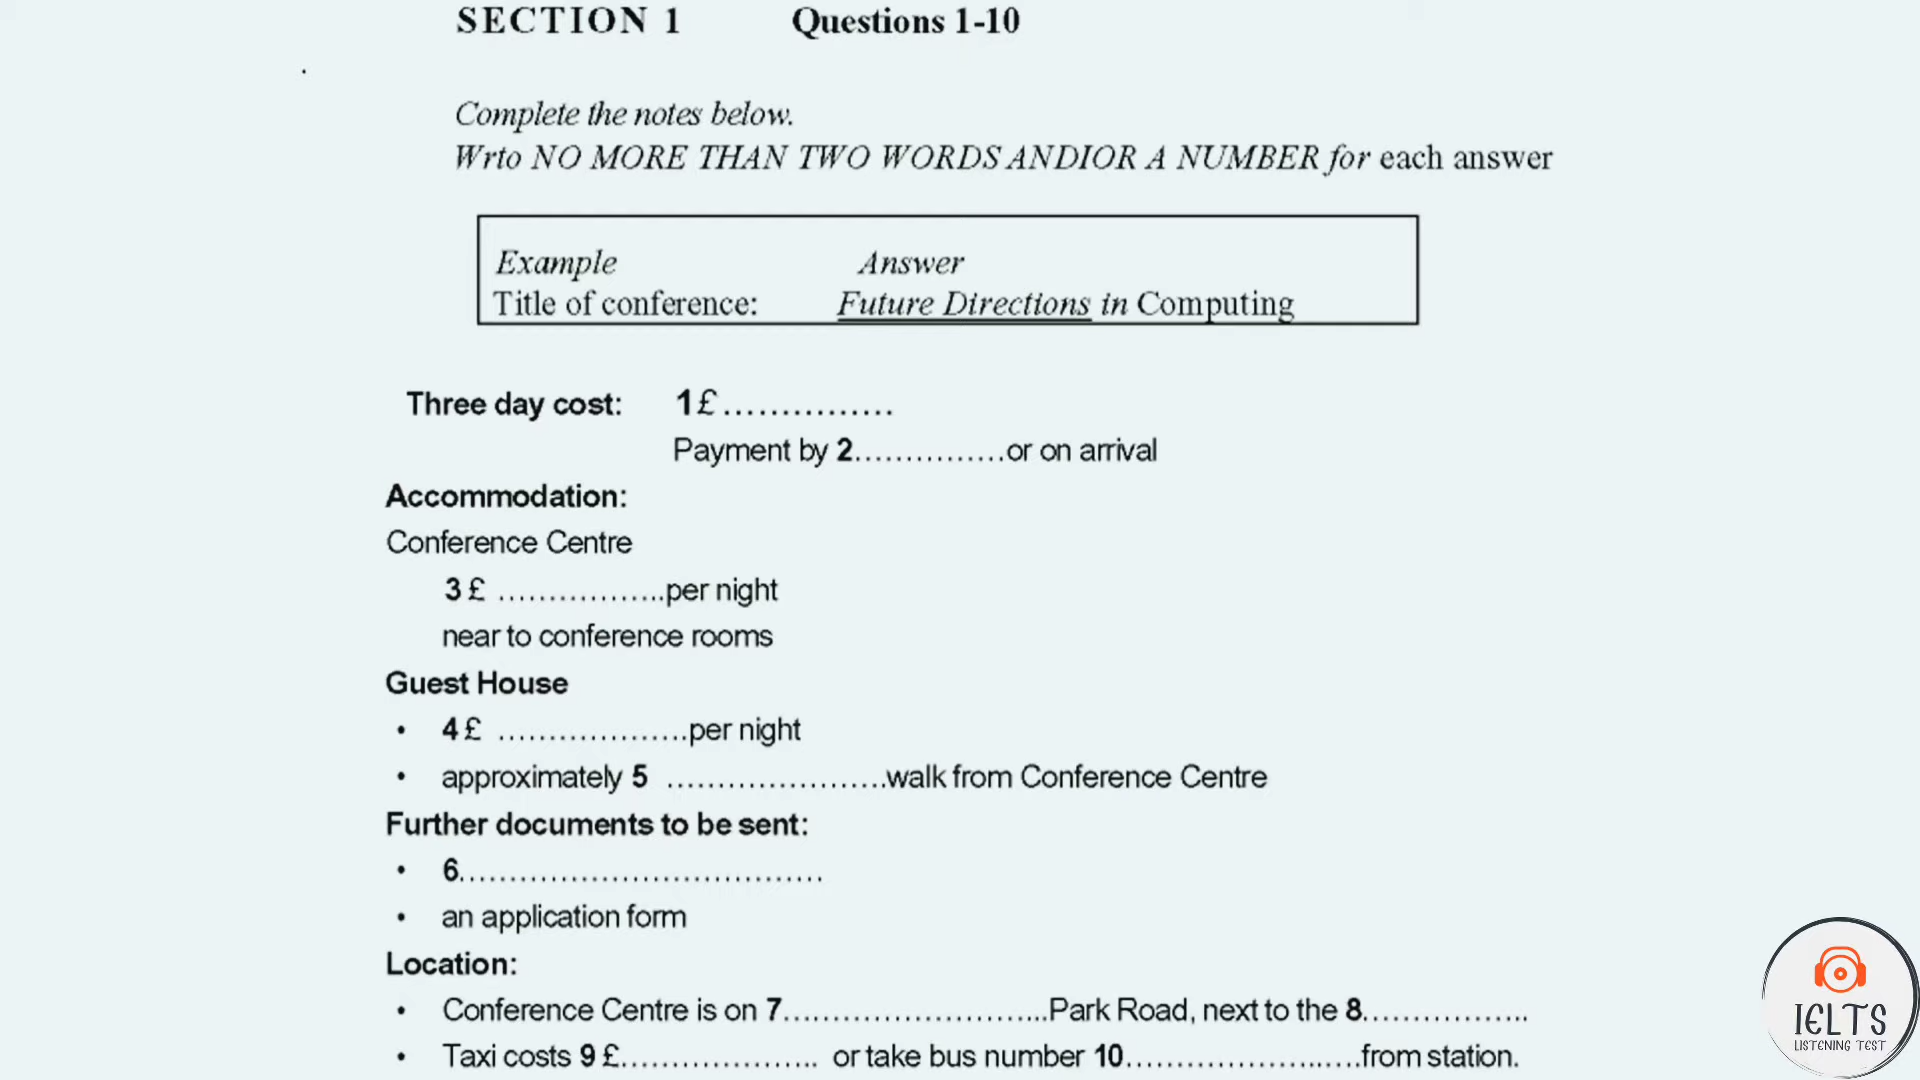 SECTION 1 Questions 1-10
Complete the notes below.
Wrto NO MORE THAN TWO WORDS ANDIOR A NUMBER for each answer
Example Answer
Title of conference: Future Directions in Computing
Three day cost: 1 £ ...............
Payment by 2...............or on arrival
Accommodation:
Conference Centre
3 £ .................per night
near to conference rooms
Guest House
• 4 £ ...................per night
• approximately 5 ......................walk from Conference Centre
Further documents to be sent:
• 6....................................
• an application form
Location:
• Conference Centre is on 7...........................Park Road, next to the 8.................
• Taxi costs 9 £.................... or take bus number 10........................from station.
IELTS
LISTENING TEST